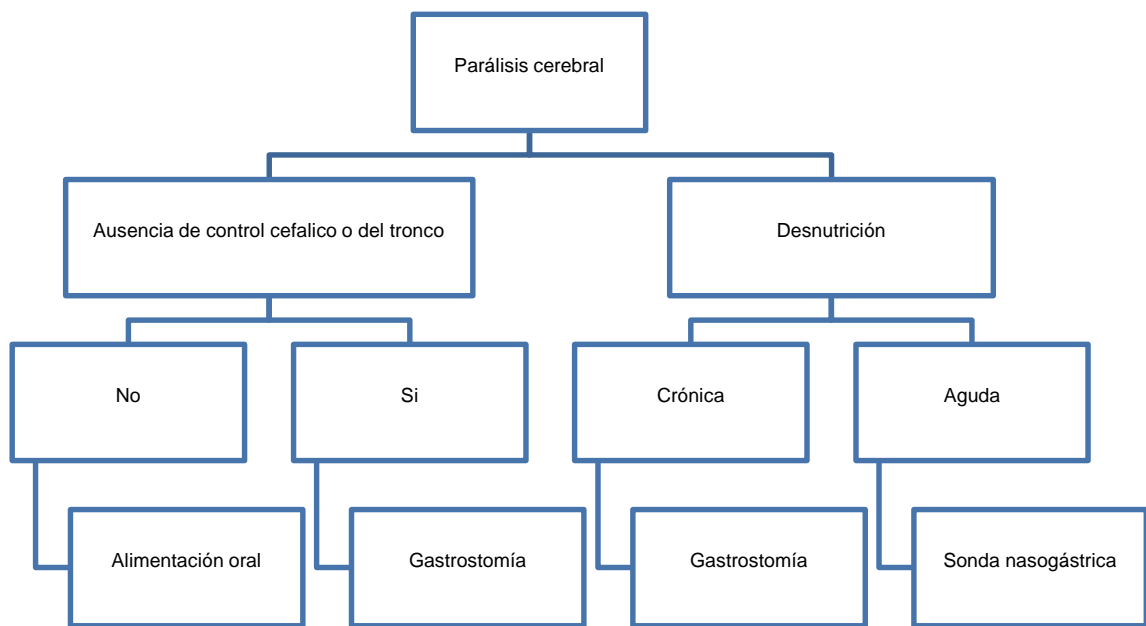 Parálisis cerebral
Ausencia de control cefalico o del tronco
Desnutrición
No
Si
Crónica
Aguda
Alimentación oral
Gastrostomía
Gastrostomía
Sonda nasogástrica